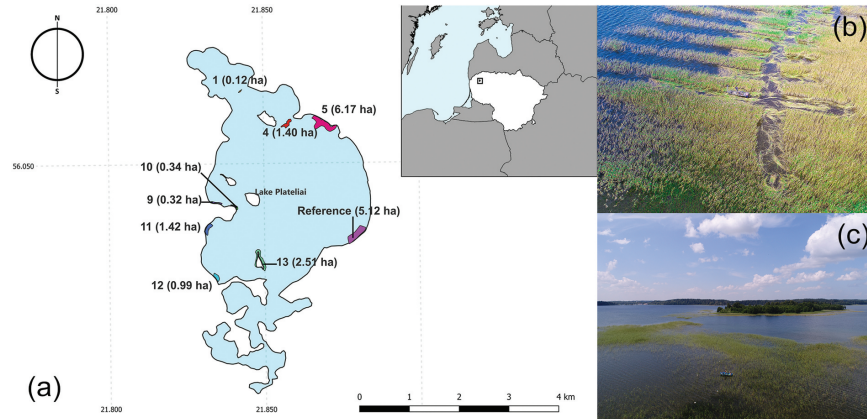 21.800
21.850
N
S
1 (0.12 ha)
5 (6.17 ha)
4 (1.40 ha)
56.050
10 (0.34 ha)
9 (0.32 ha)
Lake Plateliai
11 (1.42 ha)
Reference (5.12 ha)
13 (2.51 ha)
12 (0.99 ha)
(a)
0 1 2 3 4 km
21.800
21.850
(b)
(c)